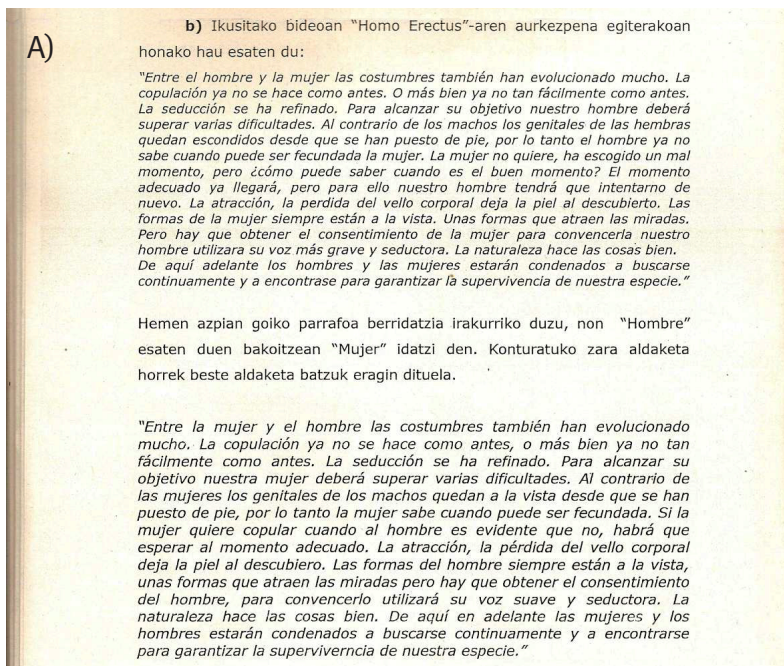 A)
b) Ikusitako bideoan "Homo Erectus"-aren aurkezpena egiterakoan
honako hau esaten du:
"Entre el hombre y la mujer las costumbres también han evolucionado mucho. La
copulación ya no se hace como antes. O más bien ya no tan fácilmente como antes.
La seducción se ha refinado. Para alcanzar su objetivo nuestro hombre deberá
superar varias dificultades. Al contrario de los machos los genitales de las hembras
quedan escondidos desde que se han puesto de pie, por lo tanto el hombre ya no
sabe cuando puede ser fecundada la mujer. La mujer no quiere, ha escogido un mal
momento, pero ¿cómo puede saber cuando es el buen momento? El momento
adecuado ya llegará, pero para ello nuestro hombre tendrá que intentarno de
nuevo. La atracción, la perdida del vello corporal deja la piel al descubierto. Las
formas de la mujer siempre están a la vista. Unas formas que atraen las miradas.
Pero hay que obtener el consentimiento de la mujer para convencerla nuestro
hombre utilizara su voz más grave y seductora. La naturaleza hace las cosas bien.
De aquí adelante los hombres y las mujeres estarán condenados a buscarse
continuamente y a encontrase para garantizar la supervivencia de nuestra especie."
Hemen azpian goiko parrafoa berridatzia irakurriko duzu, non "Hombre"
esaten duen bakoitzean "Mujer" idatzi den. Konturatuko zara aldaketa
horrek beste aldaketa batzuk eragin dituela.
"Entre la mujer y el hombre las costumbres también han evolucionado
mucho. La copulación ya no se hace como antes, o más bien ya no tan
fácilmente como antes. La seducción se ha refinado. Para alcanzar su
objetivo nuestra mujer deberá superar varias dificultades. Al contrario de
las mujeres los genitales de los machos quedan a la vista desde que se han
puesto de pie, por lo tanto la mujer sabe cuando puede ser fecundada. Si la
mujer quiere copular cuando al hombre es evidente que no, habrá que
esperar al momento adecuado. La atracción, la pérdida del vello corporal
deja la piel al descubiero. Las formas del hombre siempre están a la vista,
unas formas que atraen las miradas pero hay que obtener el consentimiento
del hombre, para convencerlo utilizará su voz suave y seductora. La
naturaleza hace las cosas bien. De aquí en adelante las mujeres y los
hombres estarán condenados a buscarse continuamente y a encontrarse
para garantizar la superviverncia de nuestra especie."